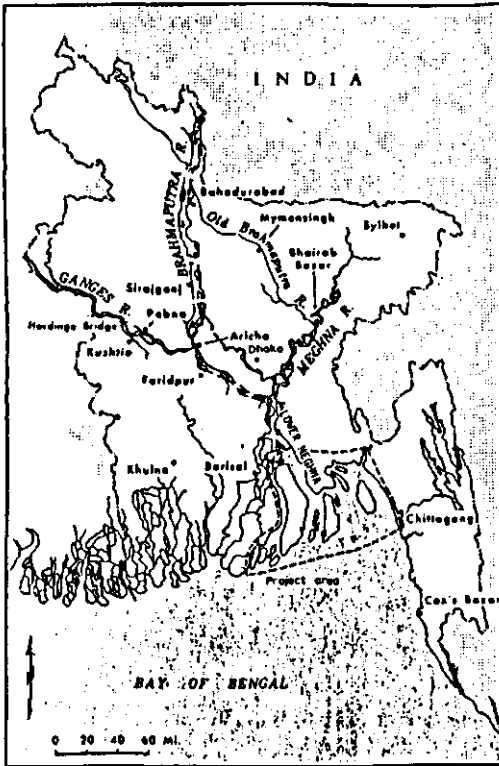 INDIA
BRAHMAPUTRA R.
Bahadurabad
Old Brahmaputra R.
Mymensingh
Sylhet
Bhairab
Bazar
GANGES R.
Sirajganj
Pabna
Hardinge Bridge
Kushtia
Aricha
Dhaka
MEGHNA R.
Faridpur
LOWER MEGHNA
Khulna
Barisal
Chittagong
Project area
Cox's Bazar
BAY OF BENGAL
0 20 40 60 MI.